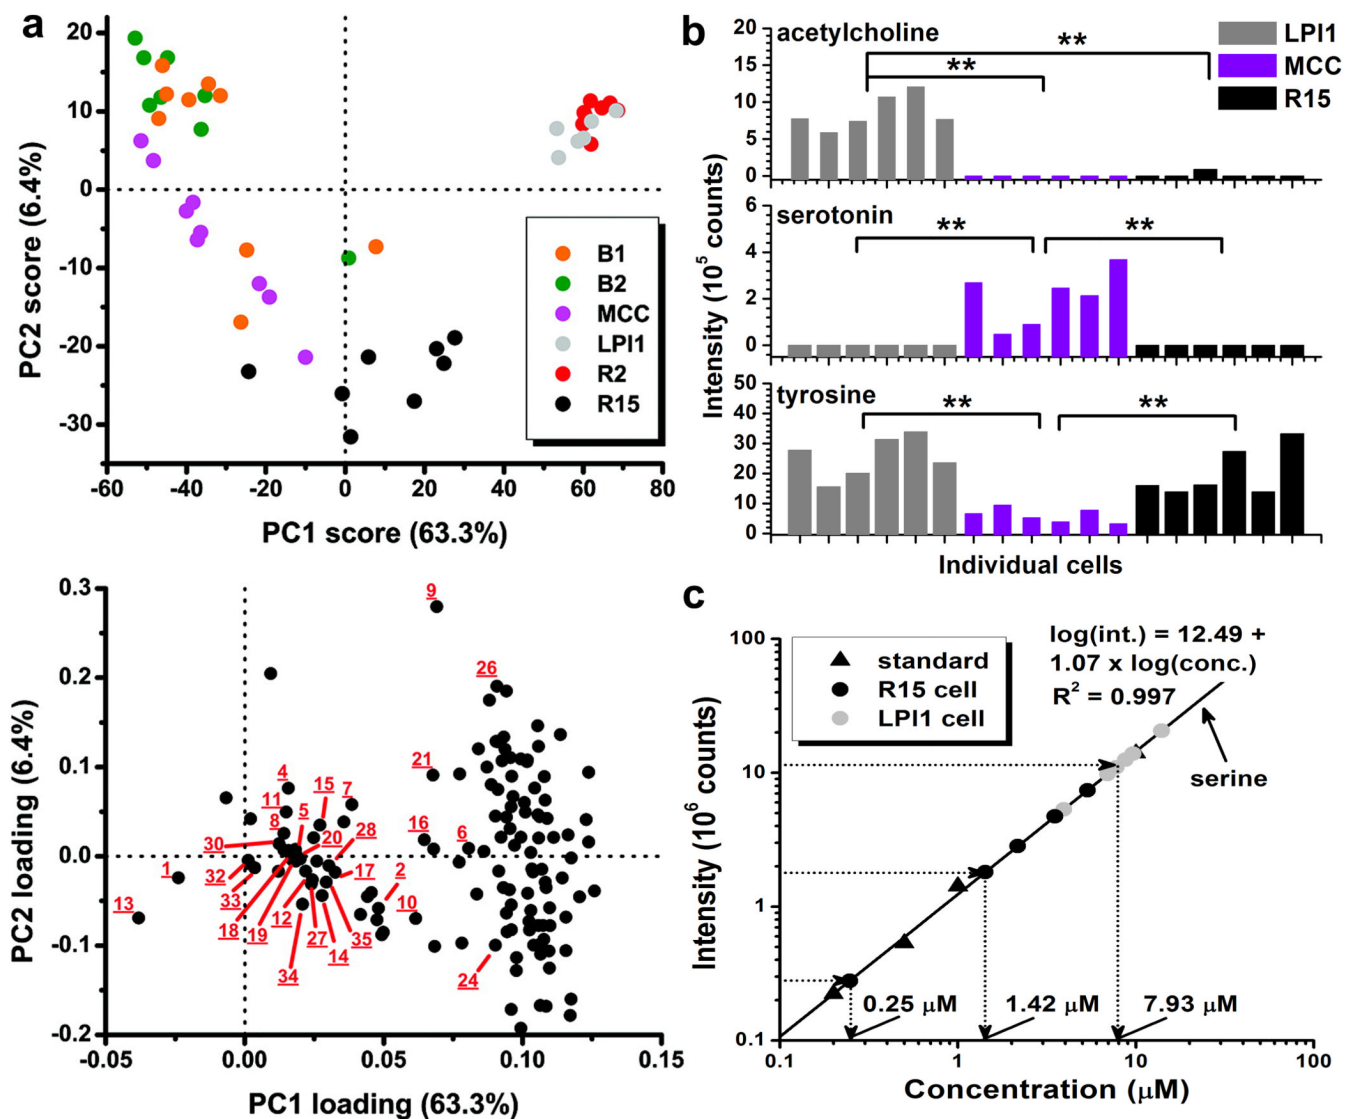 a
20
10
0
-10
-20
-30
PC2 score (6.4%)
B1
B2
MCC
LPI1
R2
R15
-60
-40
-20
0
20
40
60
80
PC1 score (63.3%)
0.3
0.2
0.1
0.0
-0.1
-0.2
PC2 loading (6.4%)
9
26
21
4
15
7
11
5
8
20
28
16
6
30
1
32
17
2
33
13
18
19
12
10
27
14
35
34
24
-0.05
0.00
0.05
0.10
0.15
PC1 loading (63.3%)
b
acetylcholine
**
**
LPI1
MCC
R15
20
15
10
5
0
serotonin
**
**
6
4
2
0
tyrosine
**
**
50
40
30
20
10
0
Intensity (10⁵ counts)
Individual cells
c
standard
R15 cell
LPI1 cell
log(int.) = 12.49 +
1.07 x log(conc.)
R² = 0.997
serine
100
10
1
0.1
Intensity (10⁶ counts)
0.25 µM
1.42 µM
7.93 µM
0.1
1
10
100
Concentration (µM)